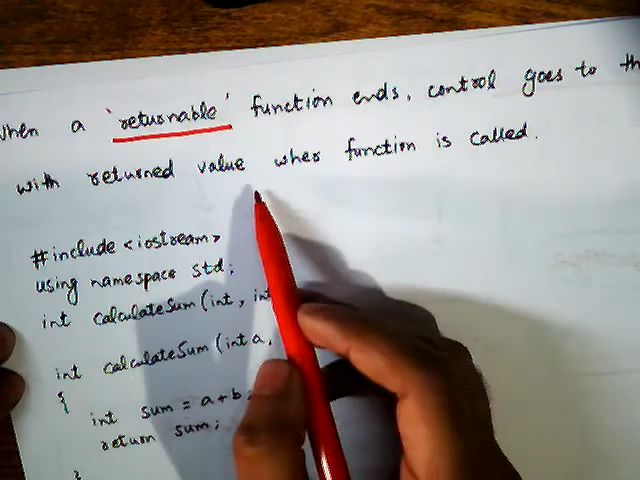 When a 'returnable' function ends, control goes to th
with returned value wher function is called.
#include <iostream>
using namespace std;
int calculateSum(int, int
int calculateSum (int a,
{
int sum = a+b;
return sum;
}